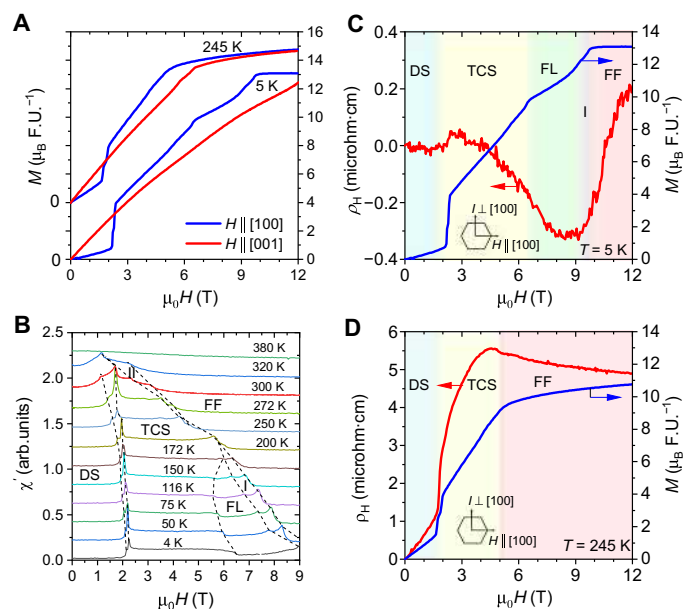 A
245 K
5 K
H || [100]
H || [001]
M (μB F.U.⁻¹)
0
0
0 2 4 6 8 10 12 14 16
0 3 6 9 12
μ₀H (T)
M (μB F.U.⁻¹)
B
380 K
320 K
300 K
272 K
250 K
200 K
172 K
150 K
116 K
75 K
50 K
4 K
II
FF
TCS
DS
I
FL
χ′ (arb.units)
0.0 0.5 1.0 1.5 2.0 2.5
0 1 2 3 4 5 6 7 8 9
μ₀H (T)
C
DS
TCS
FL
FF
I
I ⊥ [100]
H || [100]
T = 5 K
ρH (microhm·cm)
-0.4 -0.2 0.0 0.2 0.4
0 3 6 9 12
μ₀H (T)
0 2 4 6 8 10 12 14
M (μB F.U.⁻¹)
D
DS
TCS
FF
I ⊥ [100]
H || [100]
T = 245 K
ρH (microhm·cm)
0 1 2 3 4 5 6
0 3 6 9 12
μ₀H (T)
0 2 4 6 8 10 12 14
M (μB F.U.⁻¹)